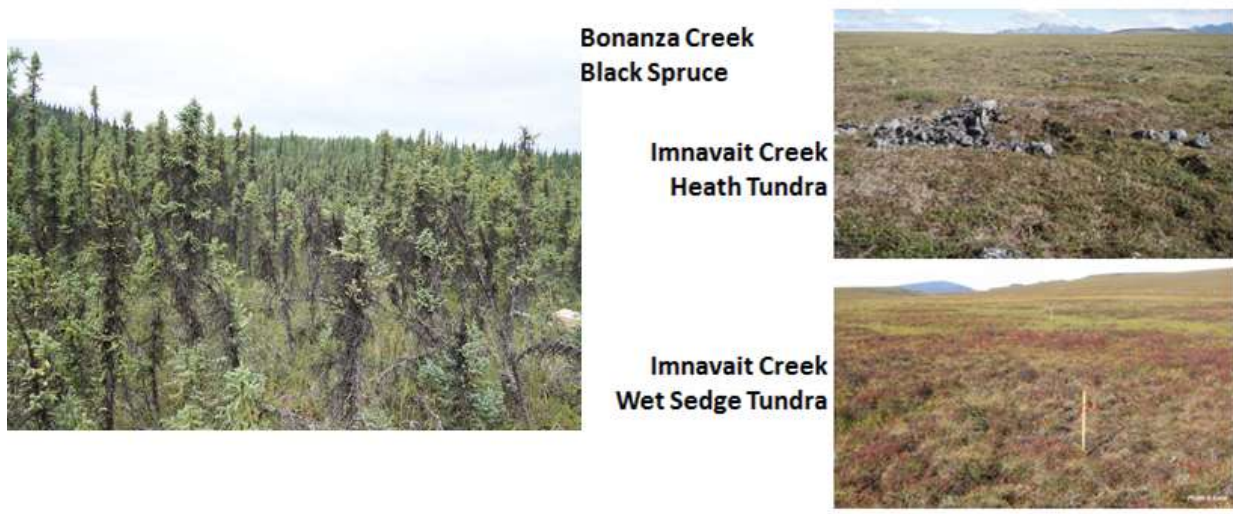 Bonanza Creek
Black Spruce
Imnavait Creek
Heath Tundra
Imnavait Creek
Wet Sedge Tundra